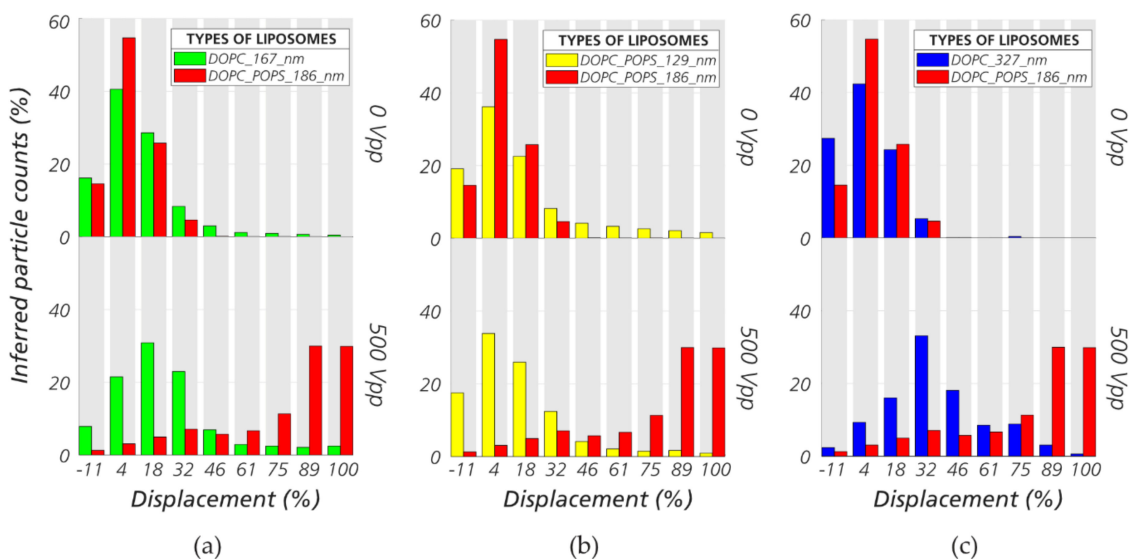 60
40
20
0
40
20
0
Inferred particle counts (%)
TYPES OF LIPOSOMES
DOPC_167_nm
DOPC_POPS_186_nm
0 Vpp
500 Vpp
-11 4 18 32 46 61 75 89 100
Displacement (%)
(a)
60
40
20
0
40
20
0
TYPES OF LIPOSOMES
DOPC_POPS_129_nm
DOPC_POPS_186_nm
0 Vpp
500 Vpp
-11 4 18 32 46 61 75 89 100
Displacement (%)
(b)
60
40
20
0
40
20
0
TYPES OF LIPOSOMES
DOPC_327_nm
DOPC_POPS_186_nm
0 Vpp
500 Vpp
-11 4 18 32 46 61 75 89 100
Displacement (%)
(c)